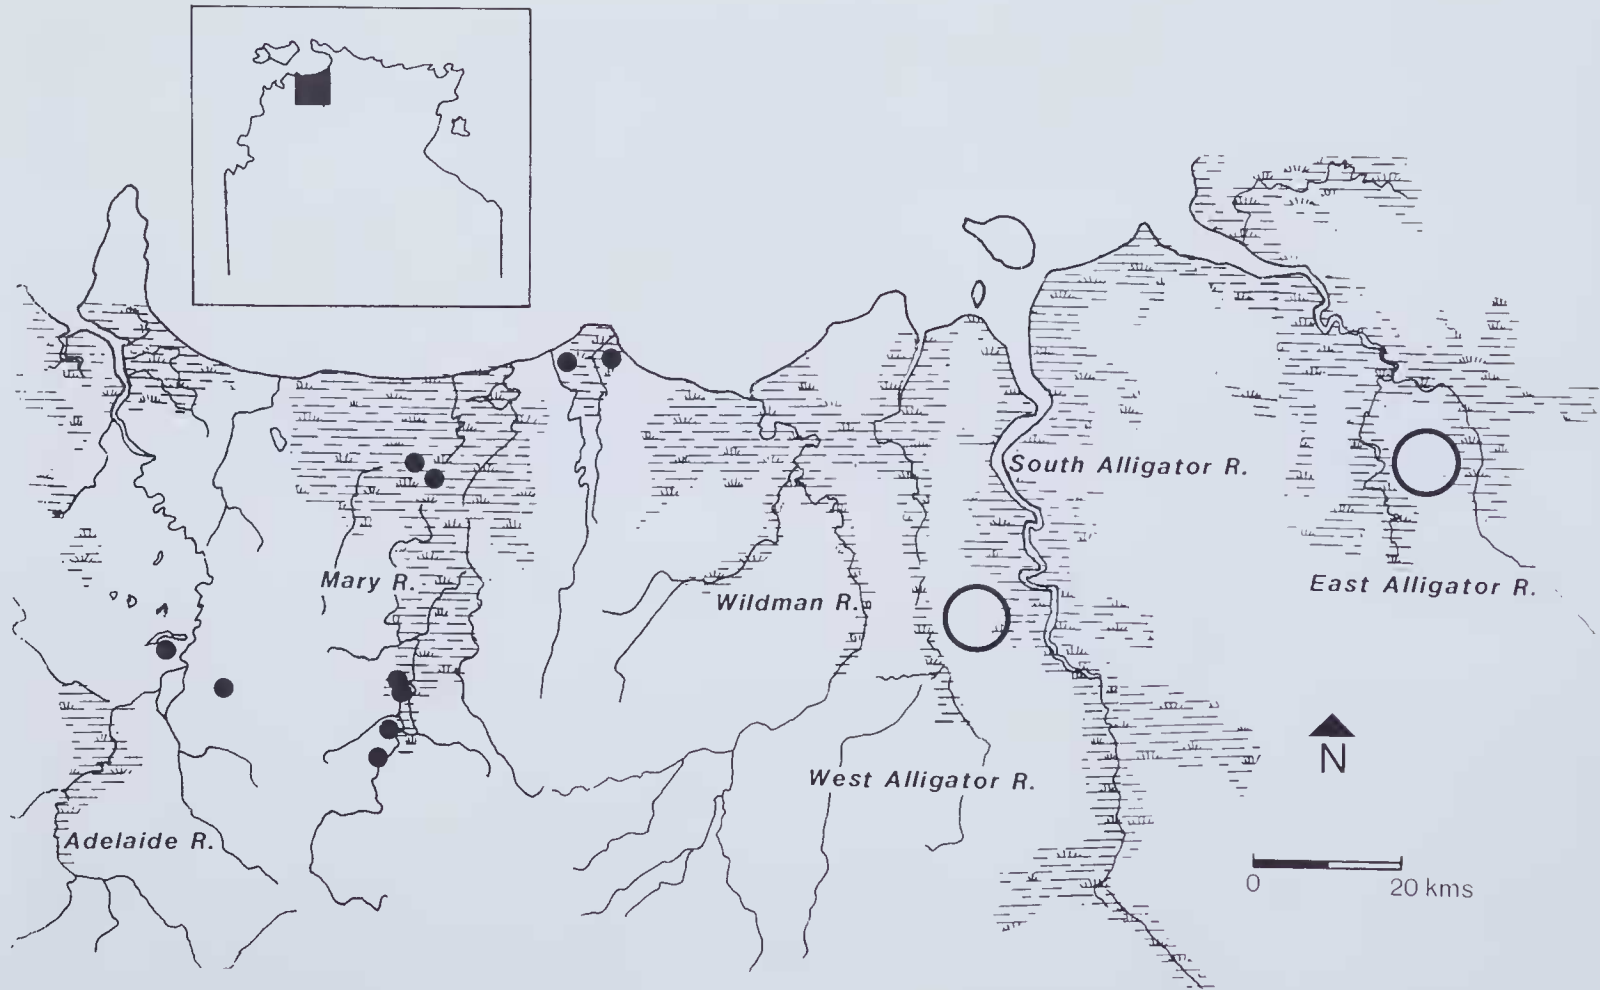 South Alligator R.
Mary R.
Wildman R.
East Alligator R.
N
West Alligator R.
Adelaide R.
0 20 kms